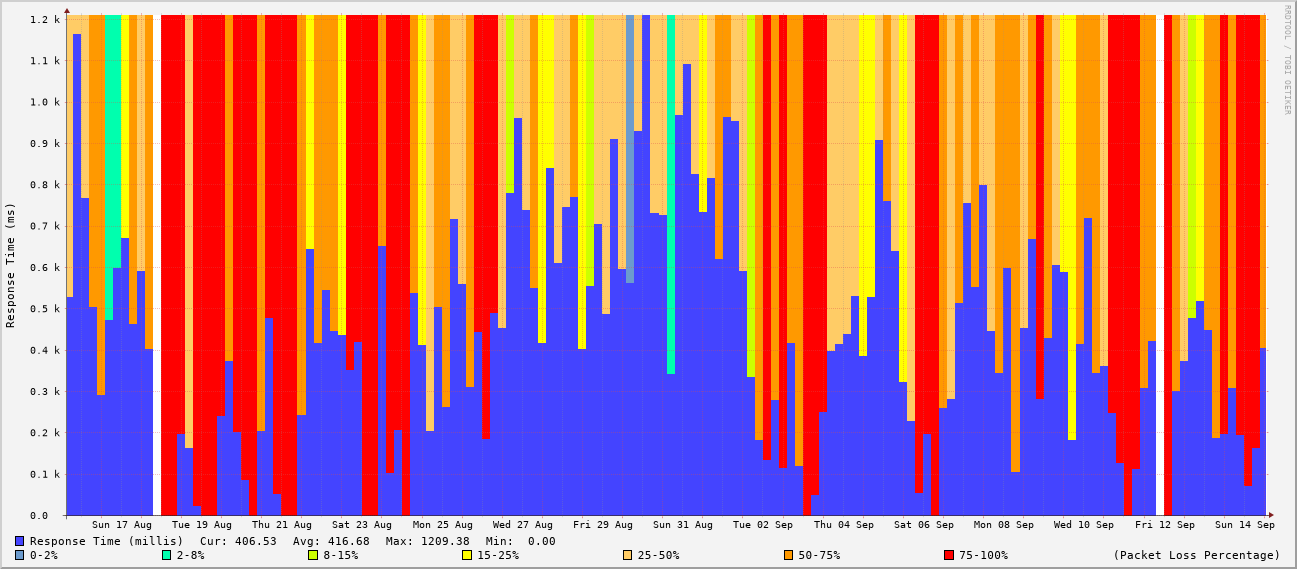 1.2 k
1.1 k
1.0 k
0.9 k
0.8 k
0.7 k
0.6 k
0.5 k
0.4 k
0.3 k
0.2 k
0.1 k
0.0
Response Time (ms)
RRDTOOL / TOBI OETIKER
Sun 17 Aug Tue 19 Aug Thu 21 Aug Sat 23 Aug Mon 25 Aug Wed 27 Aug Fri 29 Aug Sun 31 Aug Tue 02 Sep Thu 04 Sep Sat 06 Sep Mon 08 Sep Wed 10 Sep Fri 12 Sep Sun 14 Sep
Response Time (millis) Cur: 406.53 Avg: 416.68 Max: 1209.38 Min: 0.00
0-2% 2-8% 8-15% 15-25% 25-50% 50-75% 75-100% (Packet Loss Percentage)